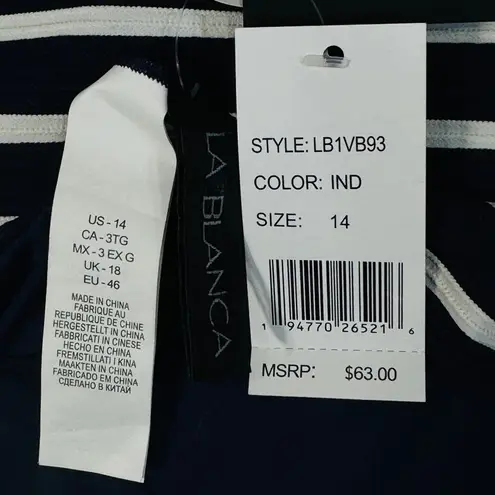 US - 14
CA - 3TG
MX - 3 EX G
UK - 18
EU - 46
MADE IN CHINA
FABRIQUE AU
REPUBLIQUE DE CHINE
HERGESTELLT IN CHINA
FABBRICATI IN CINESE
HECHO EN CHINA
FREMSTILLATI I KINA
MAAKTEN IN CHINA
FABRICADO EM CHINA
СДЕЛАНО В КИТАЙ
LA BLANCA
STYLE: LB1VB93
COLOR: IND
SIZE: 14
1 94770 26521 6
MSRP: $63.00